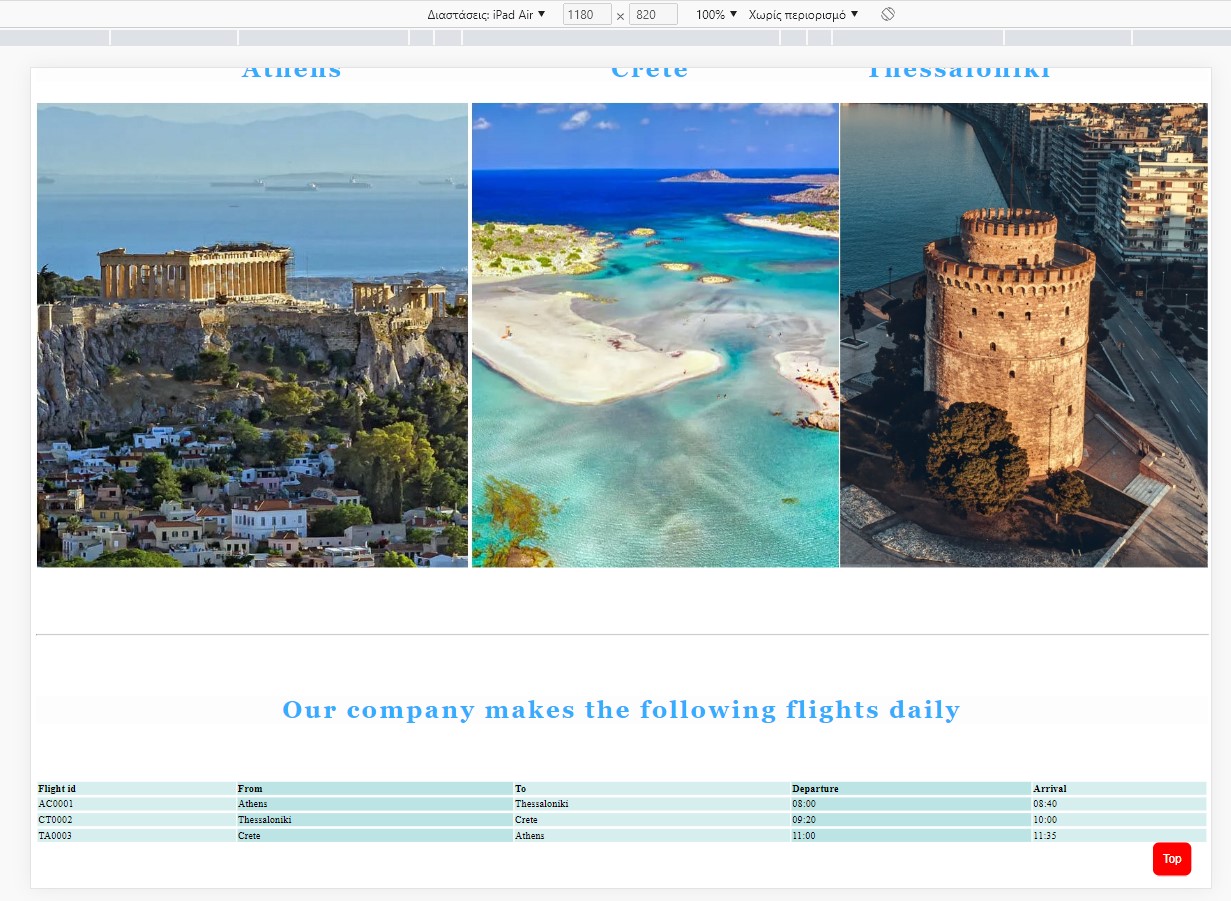 Διαστάσεις: iPad Air ▼ 1180 × 820 100% ▼ Χωρίς περιορισμό ▼
Athens Crete Thessaloniki
Our company makes the following flights daily
Flight id From To Departure Arrival
AC0001 Athens Thessaloniki 08:00 08:40
CT0002 Thessaloniki Crete 09:20 10:00
TA0003 Crete Athens 11:00 11:35
Top